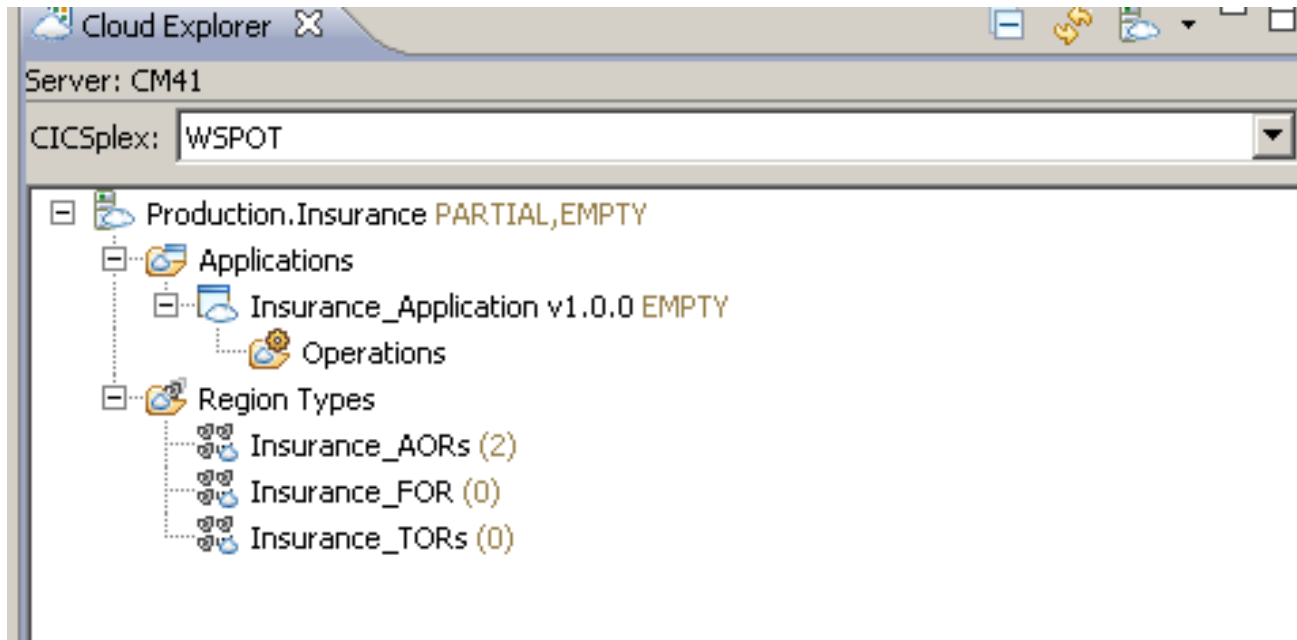 Cloud Explorer
Server: CM41
CICSplex: WSPOT
Production.Insurance PARTIAL,EMPTY
Applications
Insurance_Application v1.0.0 EMPTY
Operations
Region Types
Insurance_AORs (2)
Insurance_FOR (0)
Insurance_TORs (0)